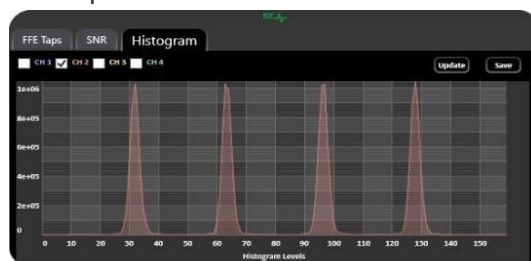 RX
FFE Taps SNR Histogram
CH 1 CH 2 CH 3 CH 4 Update Save
1e+06
8e+05
6e+05
4e+05
2e+05
0
0 10 20 30 40 50 60 70 80 90 100 110 120 130 140 150
Histogram Levels